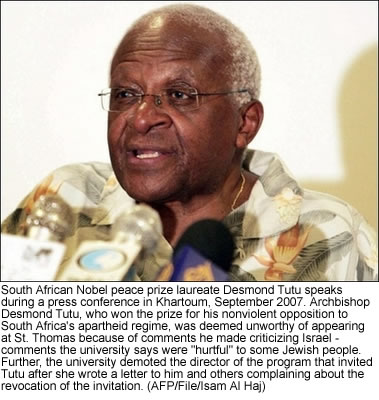 South African Nobel peace prize laureate Desmond Tutu speaks
during a press conference in Khartoum, September 2007. Archbishop
Desmond Tutu, who won the prize for his nonviolent opposition to
South Africa's apartheid regime, was deemed unworthy of appearing
at St. Thomas because of comments he made criticizing Israel -
comments the university says were "hurtful" to some Jewish people.
Further, the university demoted the director of the program that invited
Tutu after she wrote a letter to him and others complaining about the
revocation of the invitation. (AFP/File/Isam Al Haj)